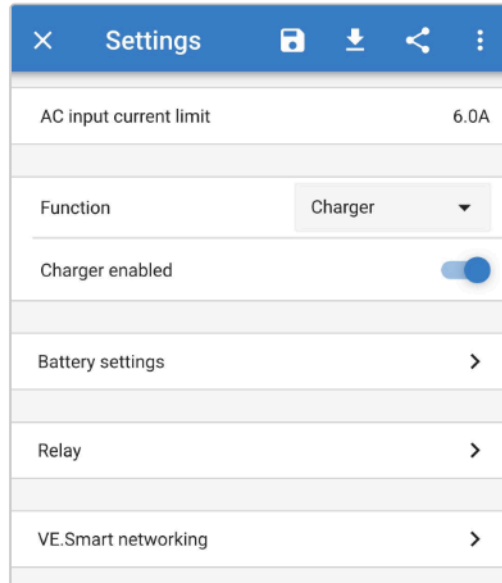 Settings
AC input current limit 6.0A
Function Charger
Charger enabled
Battery settings
Relay
VE.Smart networking